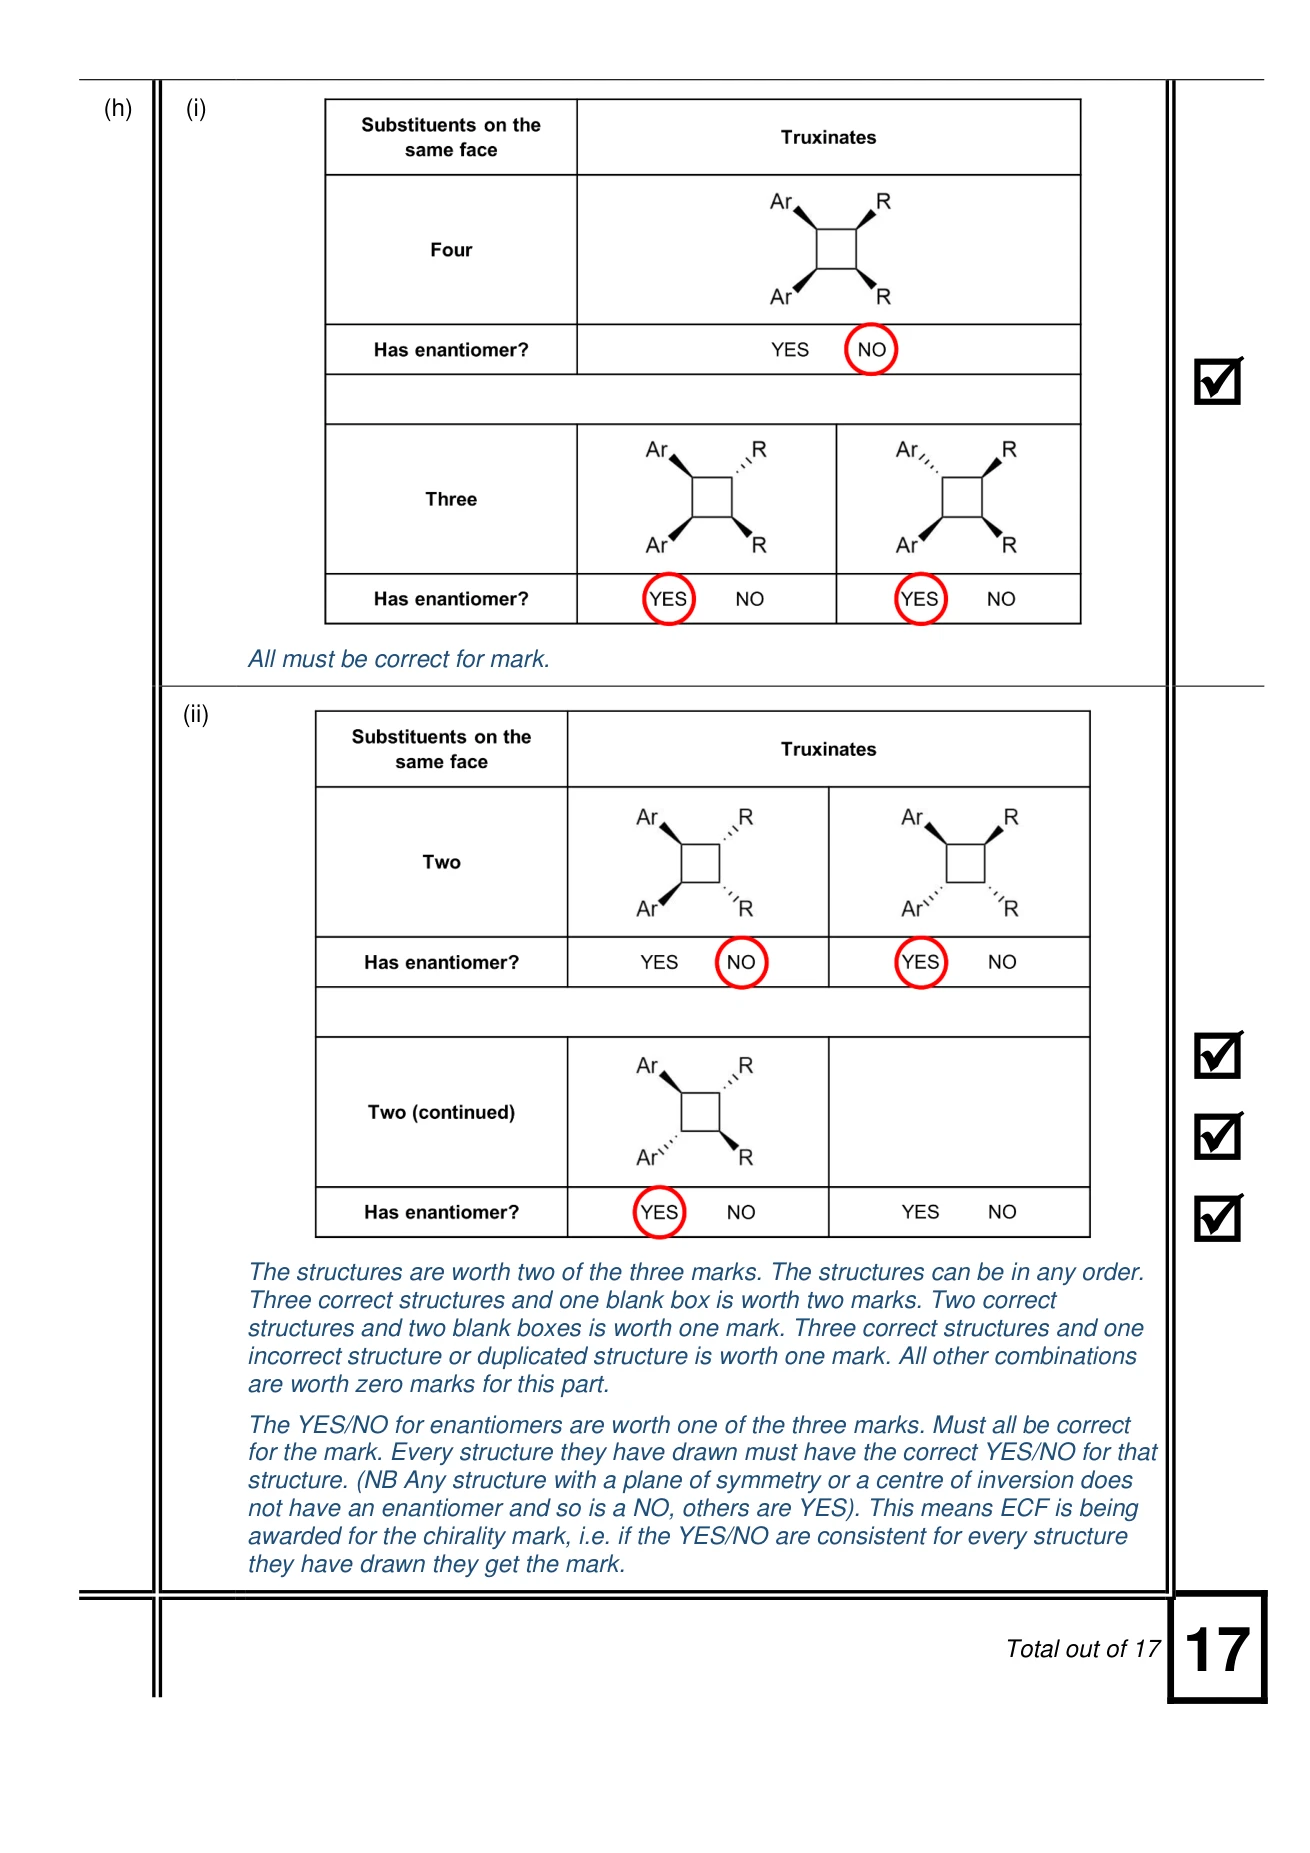 (h) (i)
Substituents on the
same face
Truxinates
Ar R
Four
Ar R
Has enantiomer? YES NO
Ar R Ar R
Three
Ar R Ar R
Has enantiomer? YES NO YES NO
All must be correct for mark.
(ii)
Substituents on the
same face
Truxinates
Ar R Ar R
Two
Ar R Ar R
Has enantiomer? YES NO YES NO
Ar R
Two (continued)
Ar R
Has enantiomer? YES NO YES NO
The structures are worth two of the three marks. The structures can be in any order.
Three correct structures and one blank box is worth two marks. Two correct
structures and two blank boxes is worth one mark. Three correct structures and one
incorrect structure or duplicated structure is worth one mark. All other combinations
are worth zero marks for this part.
The YES/NO for enantiomers are worth one of the three marks. Must all be correct
for the mark. Every structure they have drawn must have the correct YES/NO for that
structure. (NB Any structure with a plane of symmetry or a centre of inversion does
not have an enantiomer and so is a NO, others are YES). This means ECF is being
awarded for the chirality mark, i.e. if the YES/NO are consistent for every structure
they have drawn they get the mark.
Total out of 17 17